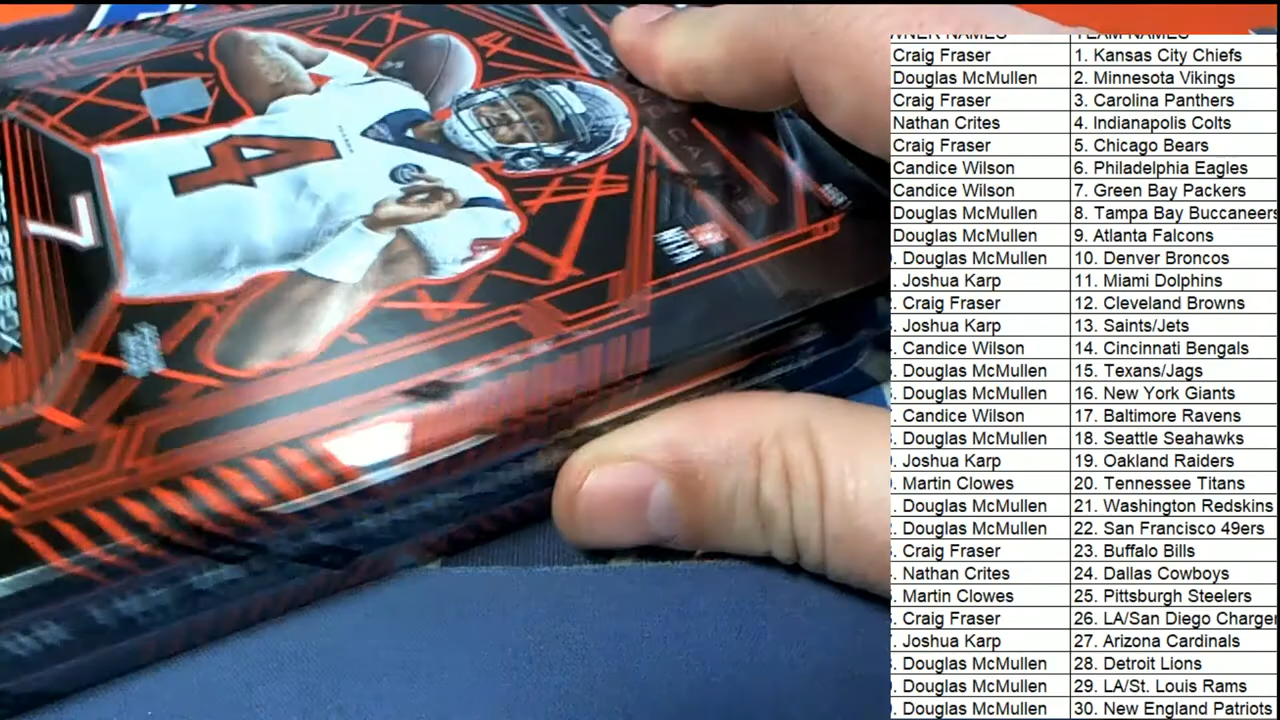 WNER NAMES TEAM NAMES
Craig Fraser 1. Kansas City Chiefs
Douglas McMullen 2. Minnesota Vikings
Craig Fraser 3. Carolina Panthers
Nathan Crites 4. Indianapolis Colts
Craig Fraser 5. Chicago Bears
Candice Wilson 6. Philadelphia Eagles
Candice Wilson 7. Green Bay Packers
Douglas McMullen 8. Tampa Bay Buccaneers
Douglas McMullen 9. Atlanta Falcons
. Douglas McMullen 10. Denver Broncos
. Joshua Karp 11. Miami Dolphins
. Craig Fraser 12. Cleveland Browns
. Joshua Karp 13. Saints/Jets
. Candice Wilson 14. Cincinnati Bengals
. Douglas McMullen 15. Texans/Jags
. Douglas McMullen 16. New York Giants
. Candice Wilson 17. Baltimore Ravens
. Douglas McMullen 18. Seattle Seahawks
. Joshua Karp 19. Oakland Raiders
. Martin Clowes 20. Tennessee Titans
. Douglas McMullen 21. Washington Redskins
. Douglas McMullen 22. San Francisco 49ers
. Craig Fraser 23. Buffalo Bills
. Nathan Crites 24. Dallas Cowboys
. Martin Clowes 25. Pittsburgh Steelers
. Craig Fraser 26. LA/San Diego Charger
. Joshua Karp 27. Arizona Cardinals
. Douglas McMullen 28. Detroit Lions
. Douglas McMullen 29. LA/St. Louis Rams
. Douglas McMullen 30. New England Patriots
4
7